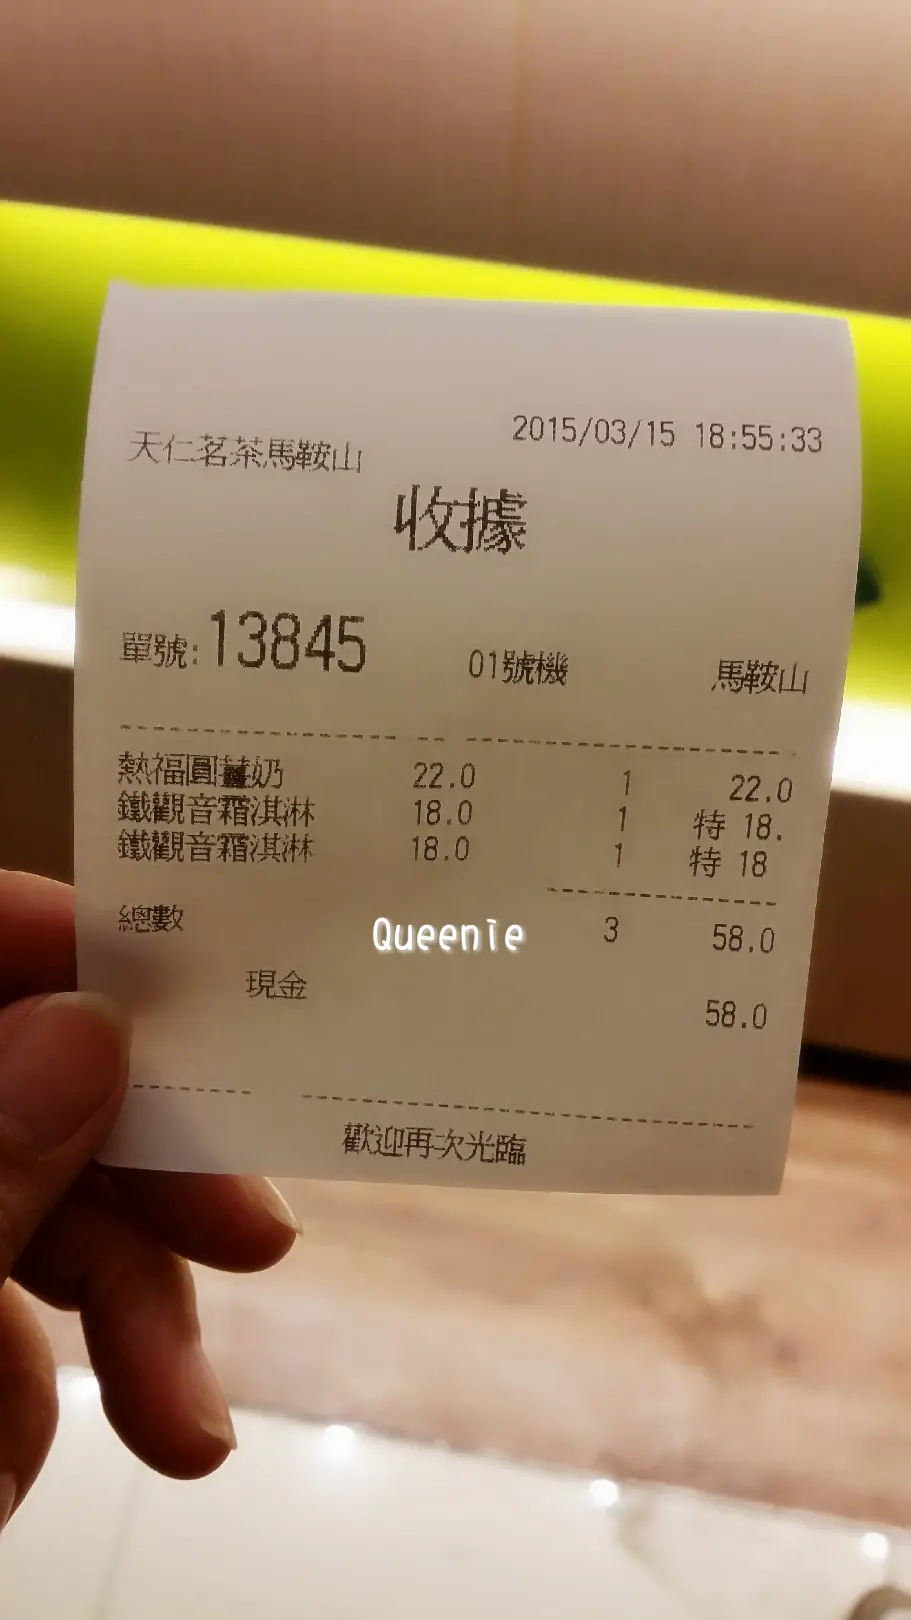 2015/03/15 18:55:33
天仁茗茶馬鞍山
收據
單號:13845 01號機 馬鞍山
熱福圓薑奶 22.0 1 22.0
鐵觀音霜淇淋 18.0 1 特 18.
鐵觀音霜淇淋 18.0 1 特 18
總數 3 58.0
Queenie
現金 58.0
歡迎再次光臨